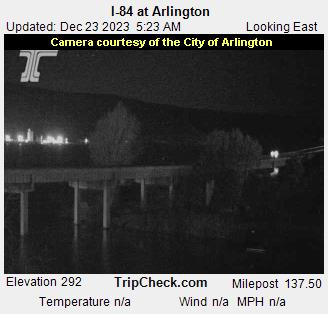 I-84 at Arlington
Updated: Dec 23 2023 5:23 AM Looking East
Camera courtesy of the City of Arlington
Elevation 292 TripCheck.com Milepost 137.50
Temperature n/a Wind n/a MPH n/a